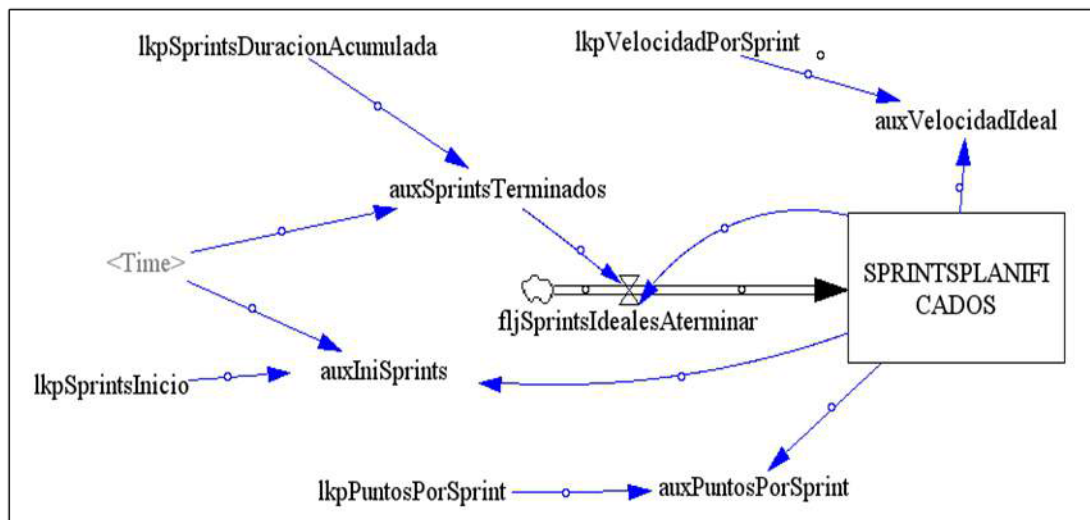 lkpSprintsDuracionAcumulada
lkpVelocidadPorSprint
auxVelocidadIdeal
auxSprintsTerminados
<Time>
SPRINTSPLANIFI
CADOS
fljSprintsIdealesAterminar
auxIniSprints
lkpSprintsInicio
lkpPuntosPorSprint
auxPuntosPorSprint